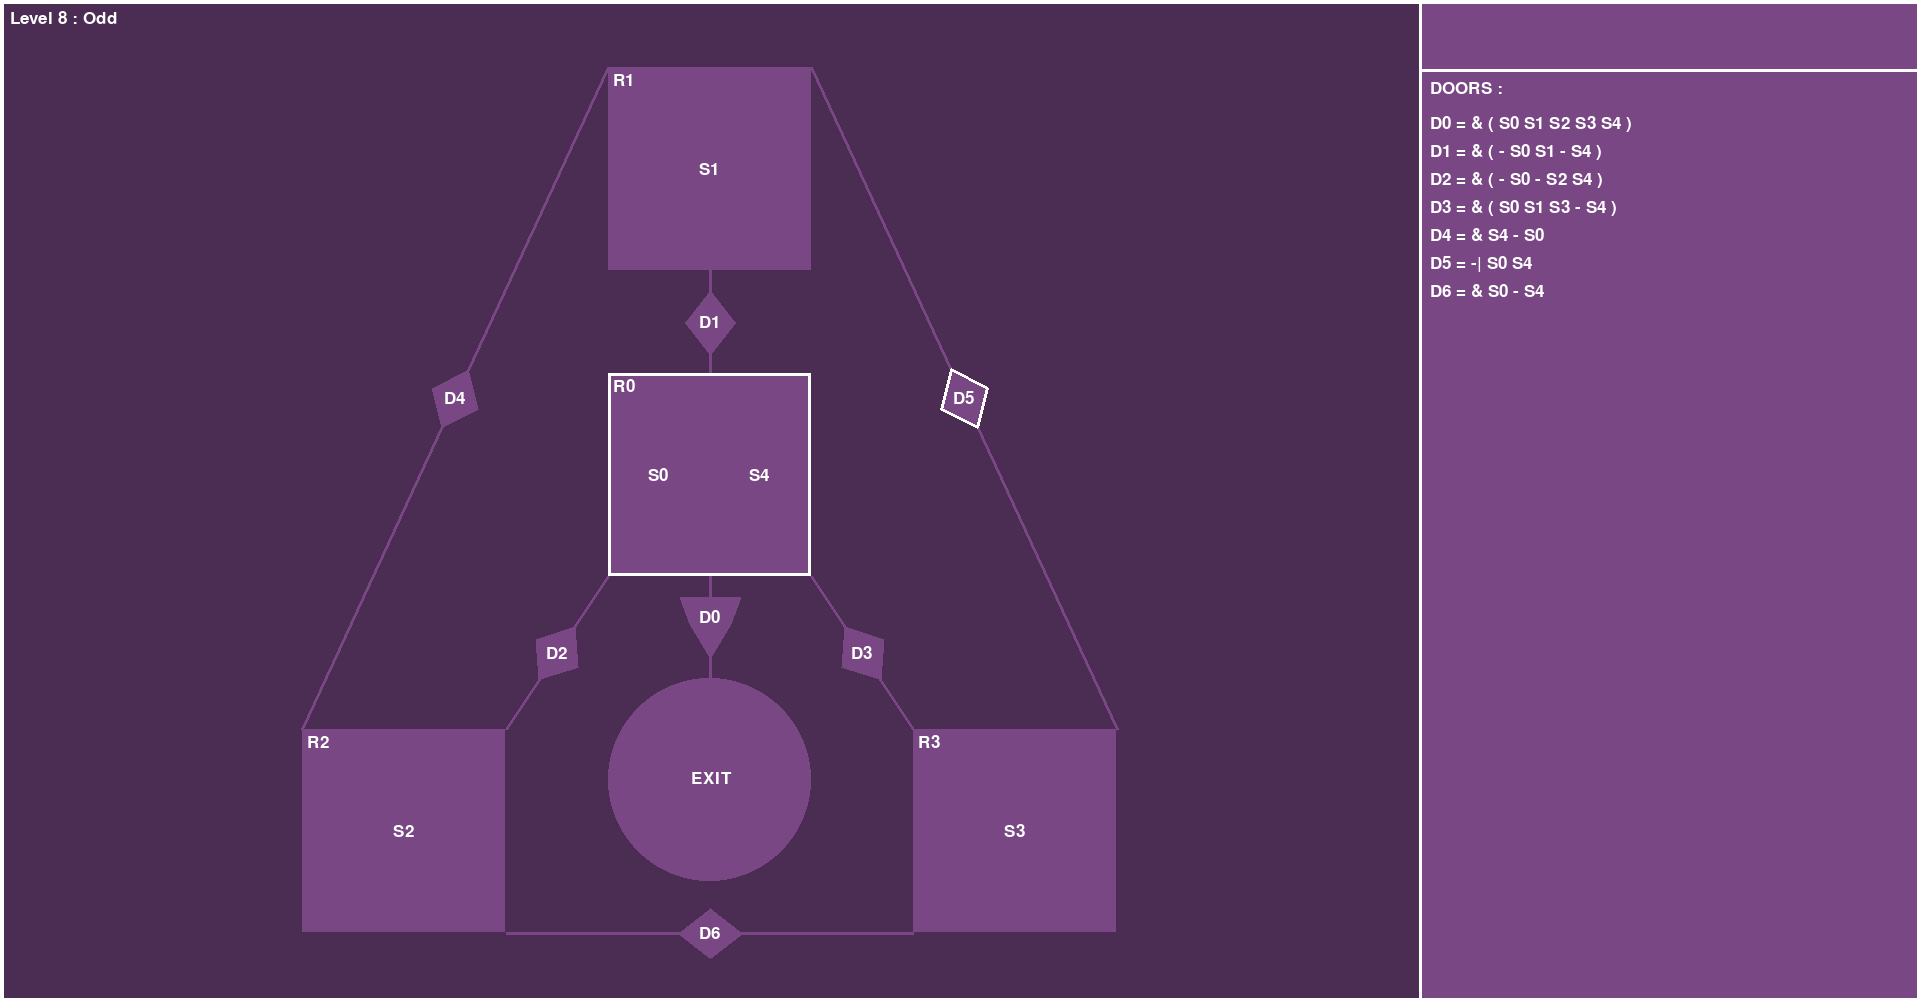 Level 8 : Odd
R1
S1
D1
D4
D5
R0
S0 S4
D0
D2
D3
R2
R3
EXIT
S2
S3
D6
DOORS :
D0 = & ( S0 S1 S2 S3 S4 )
D1 = & ( - S0 S1 - S4 )
D2 = & ( - S0 - S2 S4 )
D3 = & ( S0 S1 S3 - S4 )
D4 = & S4 - S0
D5 = -| S0 S4
D6 = & S0 - S4